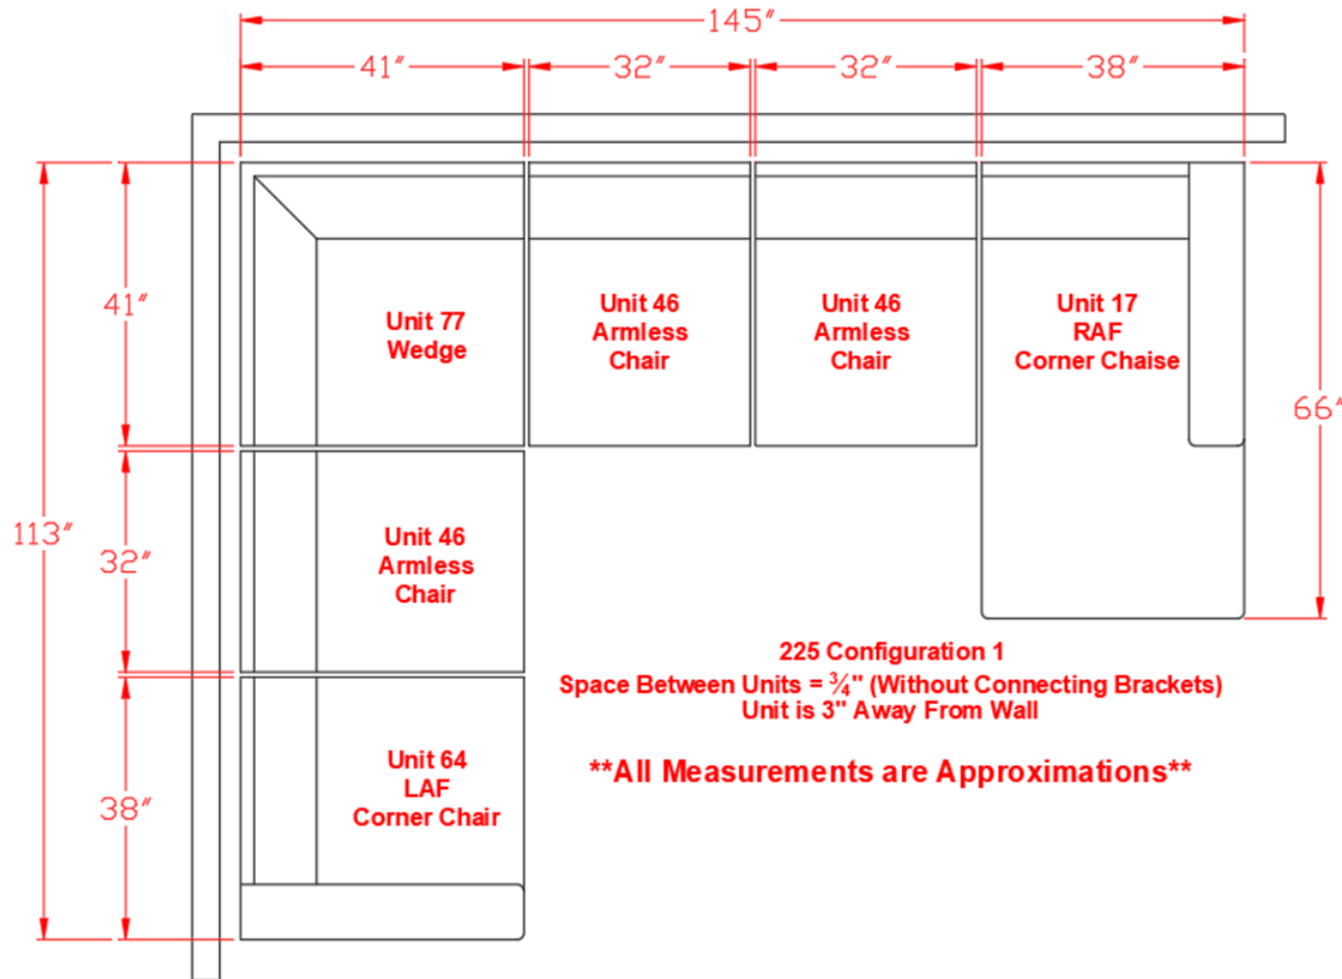 145"
41" 32" 32" 38"
41"
Unit 77
Wedge
Unit 46
Armless
Chair
Unit 46
Armless
Chair
Unit 17
RAF
Corner Chaise
66"
113"
32"
Unit 46
Armless
Chair
225 Configuration 1
Space Between Units = ¾" (Without Connecting Brackets)
Unit is 3" Away From Wall
**All Measurements are Approximations**
38"
Unit 64
LAF
Corner Chair